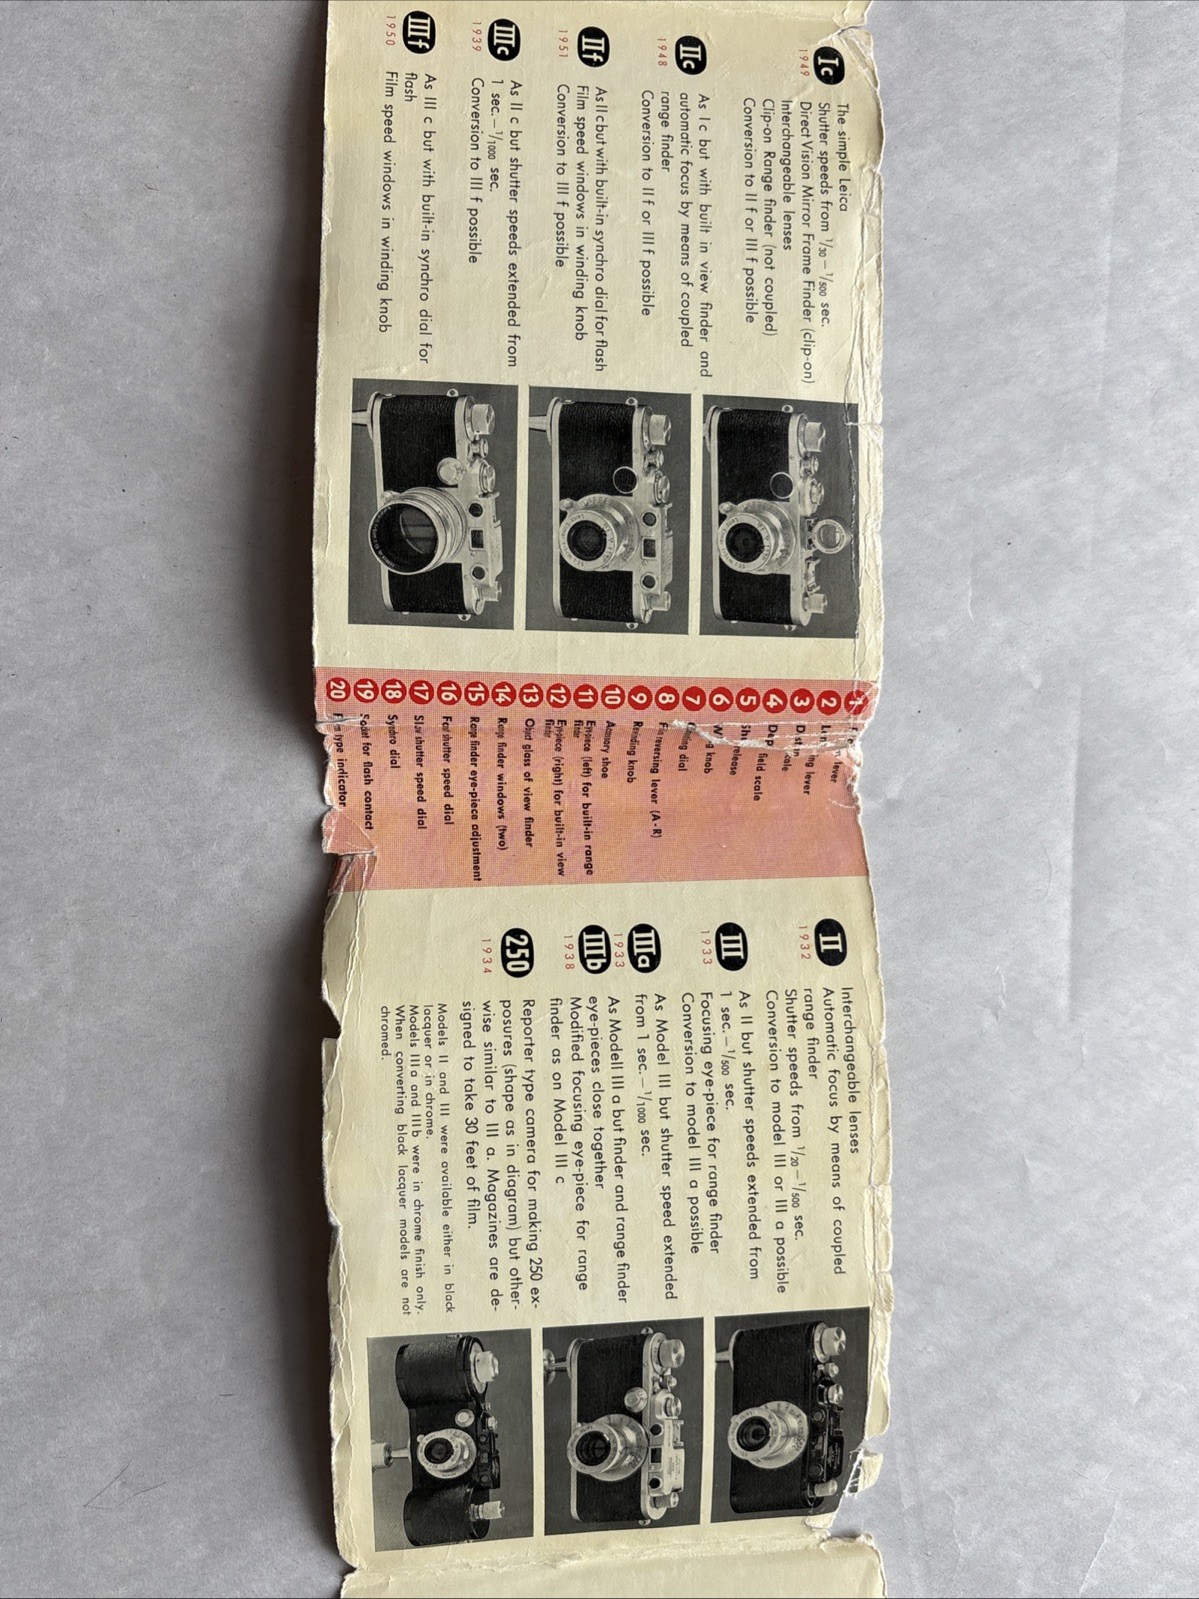 Ic
1949
The simple Leica
Shutter speeds from 1/30 – 1/500 sec.
Direct Vision Mirror Frame Finder (clip-on)
Interchangeable lenses
Clip-on Range finder (not coupled)
Conversion to II f or III f possible
IIc
1948
As I c but with built in view finder and
automatic focus by means of coupled
range finder
Conversion to II f or III f possible
IIf
1951
As II c but with built-in synchro dial for flash
Film speed windows in winding knob
Conversion to III f possible
IIIc
1939
As II c but shutter speeds extended from
1 sec. – 1/1000 sec.
Conversion to III f possible
IIIf
1950
As III c but with built-in synchro dial for
flash
Film speed windows in winding knob
1 lever
2 lever
3
4 field scale
5
6 knob
7 dial
8 reversing lever (A-R)
9 knob
10 Accessory shoe
11 Eyepiece (left) for built-in range
finder
12 Eyepiece (right) for built-in view
finder
13 Object glass of view finder
14 Range finder windows (two)
15 Range finder eye-piece adjustment
16 Fast shutter speed dial
17 Slow shutter speed dial
18 Synchro dial
19 Socket for flash contact
20 Film type indicator
II
1932
Interchangeable lenses
Automatic focus by means of coupled
range finder
Shutter speeds from 1/20 – 1/500 sec.
Conversion to model III or III a possible
III
1933
As II but shutter speeds extended from
1 sec. – 1/500 sec.
Focusing eye-piece for range finder
Conversion to model III a possible
IIIa
1933
As Model III but shutter speed extended
from 1 sec. – 1/1000 sec.
IIIb
1938
As Modell III a but finder and range finder
eye-pieces close together
Modified focusing eye-piece for range
finder as on Model III c
250
1934
Reporter type camera for making 250 ex-
posures (shape as in diagram) but other-
wise similar to III a. Magazines are de-
signed to take 30 feet of film.
Models II and III were available either in black
lacquer or in chrome.
Models III a and III b were in chrome finish only.
When converting black lacquer models are not
chromed.